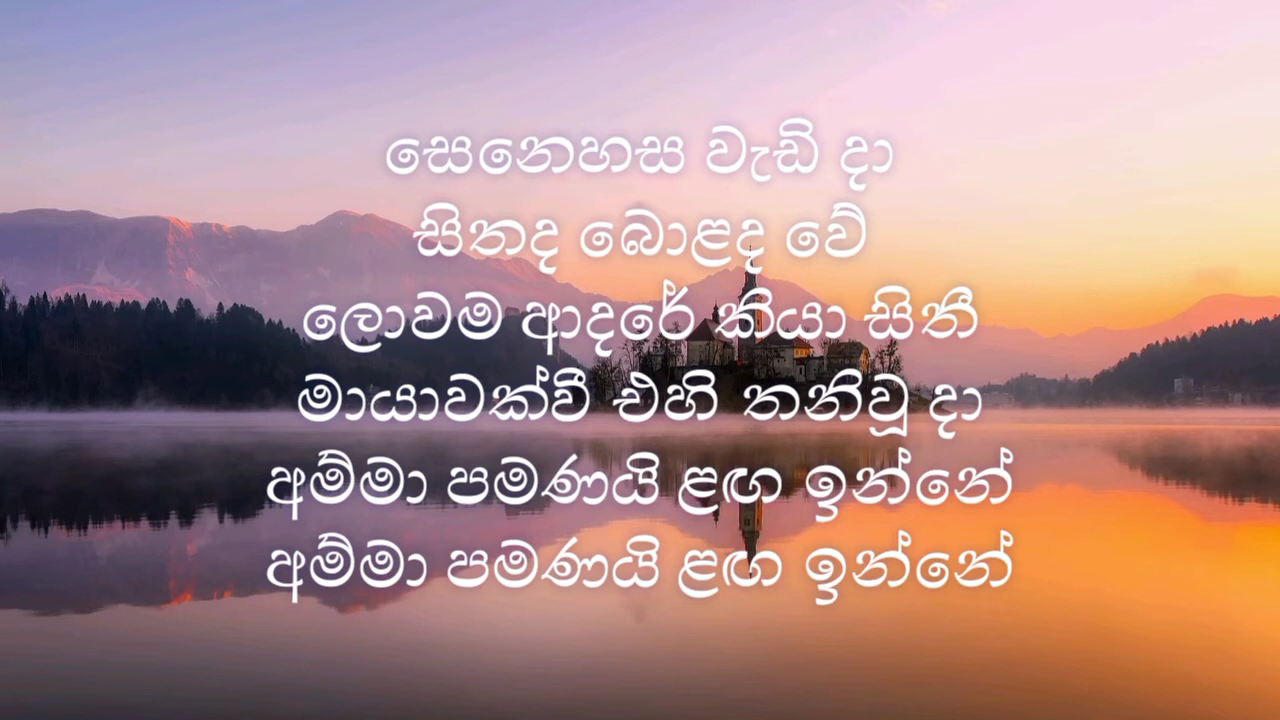 සෙනෙහස වැඩි දා
සිතද බොළඳ වේ
ලොවම ආදරේ කියා සිතී
මායාවක්වී එහි තනිවූ දා
අම්මා පමණයි ළඟ ඉන්නේ
අම්මා පමණයි ළඟ ඉන්නේ